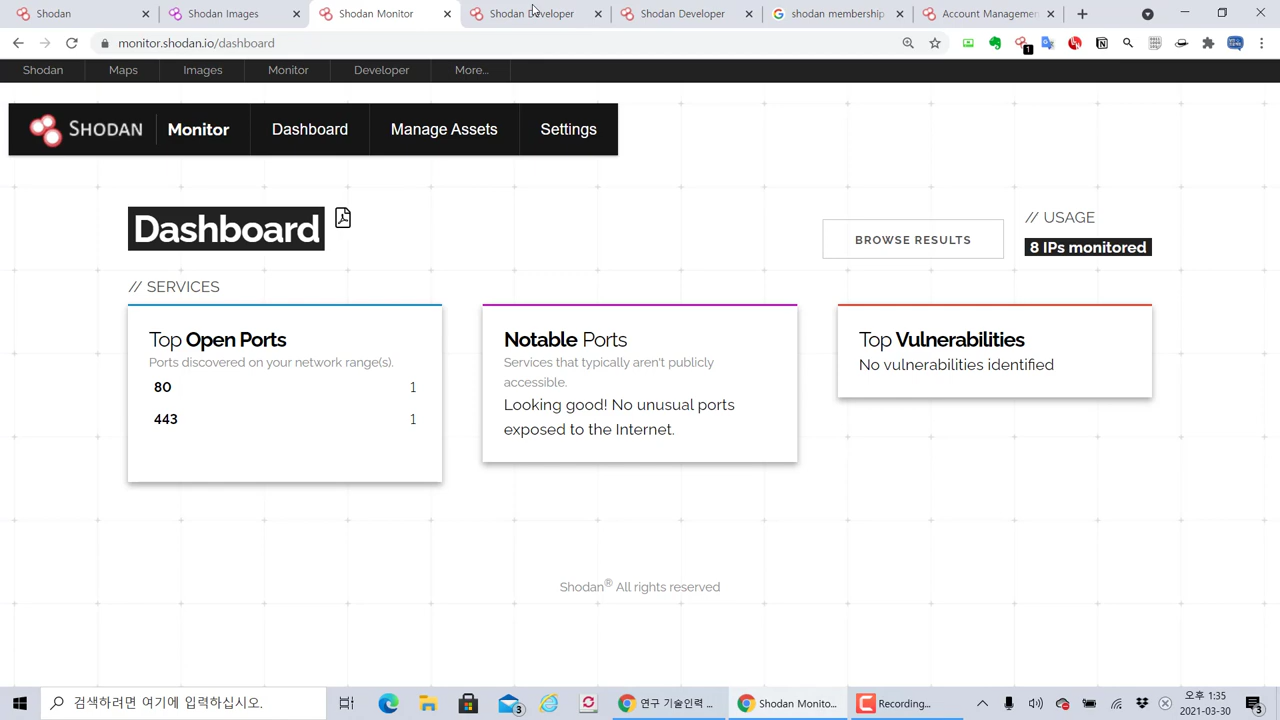 Shodan
Shodan Images
Shodan Monitor
Shodan Developer
Shodan Developer
shodan membership
Account Managemen
monitor.shodan.io/dashboard
1
Shodan
Maps
Images
Monitor
Developer
More...
SHODAN
Monitor
Dashboard
Manage Assets
Settings
Dashboard
BROWSE RESULTS
// USAGE
8 IPs monitored
// SERVICES
Top Open Ports
Ports discovered on your network range(s).
80 1
443 1
Notable Ports
Services that typically aren't publicly
accessible.
Looking good! No unusual ports
exposed to the Internet.
Top Vulnerabilities
No vulnerabilities identified
Shodan® All rights reserved
검색하려면 여기에 입력하십시오.
3
연구 기술인력 ...
Shodan Monito...
Recording...
오후 1:35
2021-03-30
3